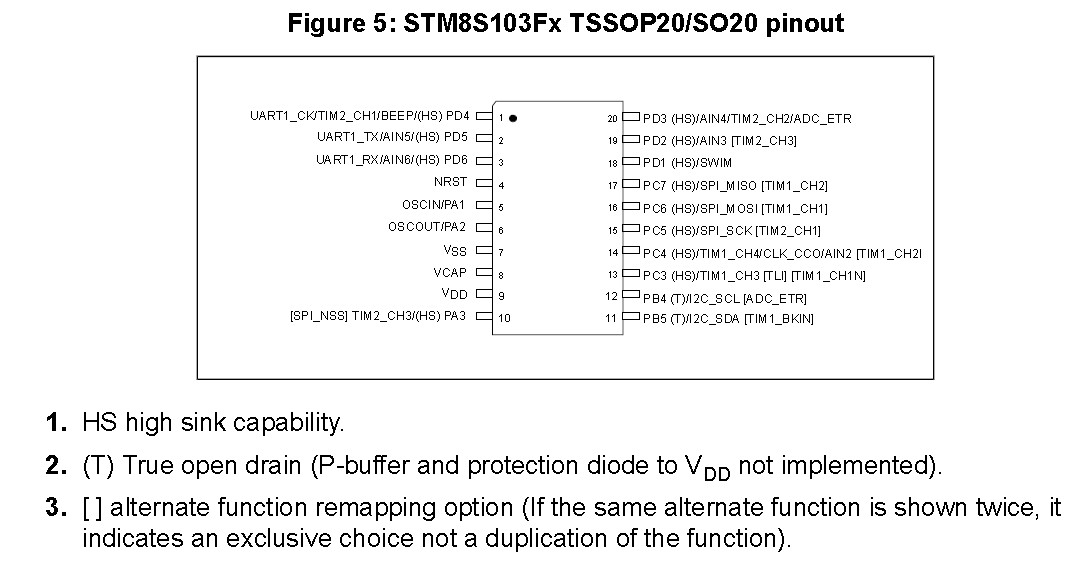 Figure 5: STM8S103Fx TSSOP20/SO20 pinout
UART1_CK/TIM2_CH1/BEEP/(HS) PD4 1 20 PD3 (HS)/AIN4/TIM2_CH2/ADC_ETR
UART1_TX/AIN5/(HS) PD5 2 19 PD2 (HS)/AIN3 [TIM2_CH3]
UART1_RX/AIN6/(HS) PD6 3 18 PD1 (HS)/SWIM
NRST 4 17 PC7 (HS)/SPI_MISO [TIM1_CH2]
OSCIN/PA1 5 16 PC6 (HS)/SPI_MOSI [TIM1_CH1]
OSCOUT/PA2 6 15 PC5 (HS)/SPI_SCK [TIM2_CH1]
VSS 7 14 PC4 (HS)/TIM1_CH4/CLK_CCO/AIN2 [TIM1_CH2]
VCAP 8 13 PC3 (HS)/TIM1_CH3 [TLI] [TIM1_CH1N]
VDD 9 12 PB4 (T)/I2C_SCL [ADC_ETR]
[SPI_NSS] TIM2_CH3/(HS) PA3 10 11 PB5 (T)/I2C_SDA [TIM1_BKIN]
1. HS high sink capability.
2. (T) True open drain (P-buffer and protection diode to VDD not implemented).
3. [ ] alternate function remapping option (If the same alternate function is shown twice, it
indicates an exclusive choice not a duplication of the function).